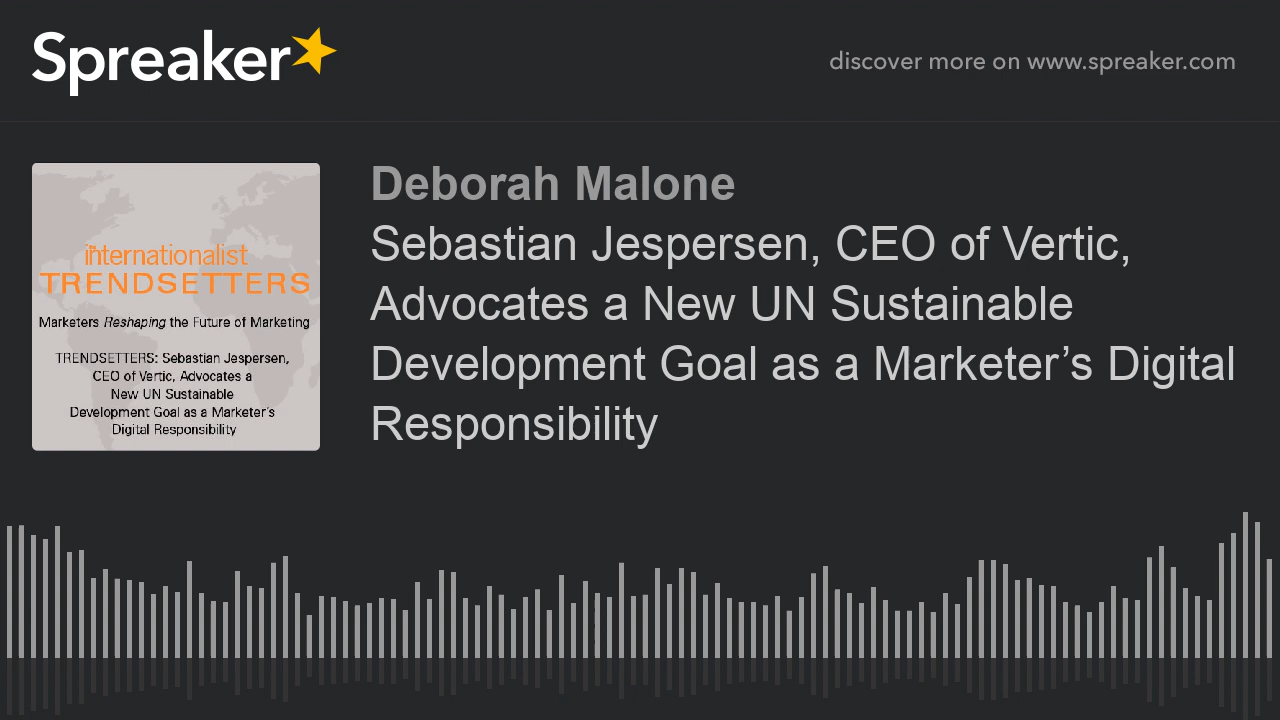 Spreaker
discover more on www.spreaker.com
internationalist
TRENDSETTERS
Marketers Reshaping the Future of Marketing
TRENDSETTERS: Sebastian Jespersen,
CEO of Vertic, Advocates a
New UN Sustainable
Development Goal as a Marketer's
Digital Responsibility
Deborah Malone
Sebastian Jespersen, CEO of Vertic,
Advocates a New UN Sustainable
Development Goal as a Marketer’s Digital
Responsibility